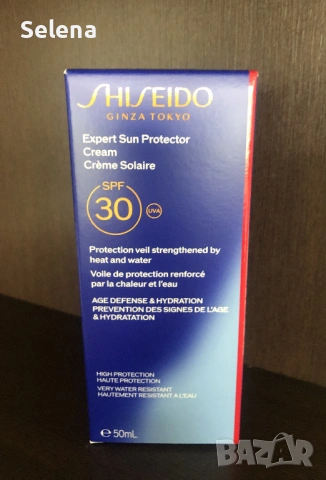 Selena
SHISEIDO
GINZA TOKYO
Expert Sun Protector
Cream
Crème Solaire
SPF
30
UVA
Protection veil strengthened by
heat and water
Voile de protection renforcé
par la chaleur et l'eau
AGE DEFENSE & HYDRATION
PREVENTION DES SIGNES DE L'AGE
& HYDRATATION
HIGH PROTECTION
HAUTE PROTECTION
VERY WATER RESISTANT
HAUTEMENT RESISTANT A L'EAU
e 50mL
BAZAR